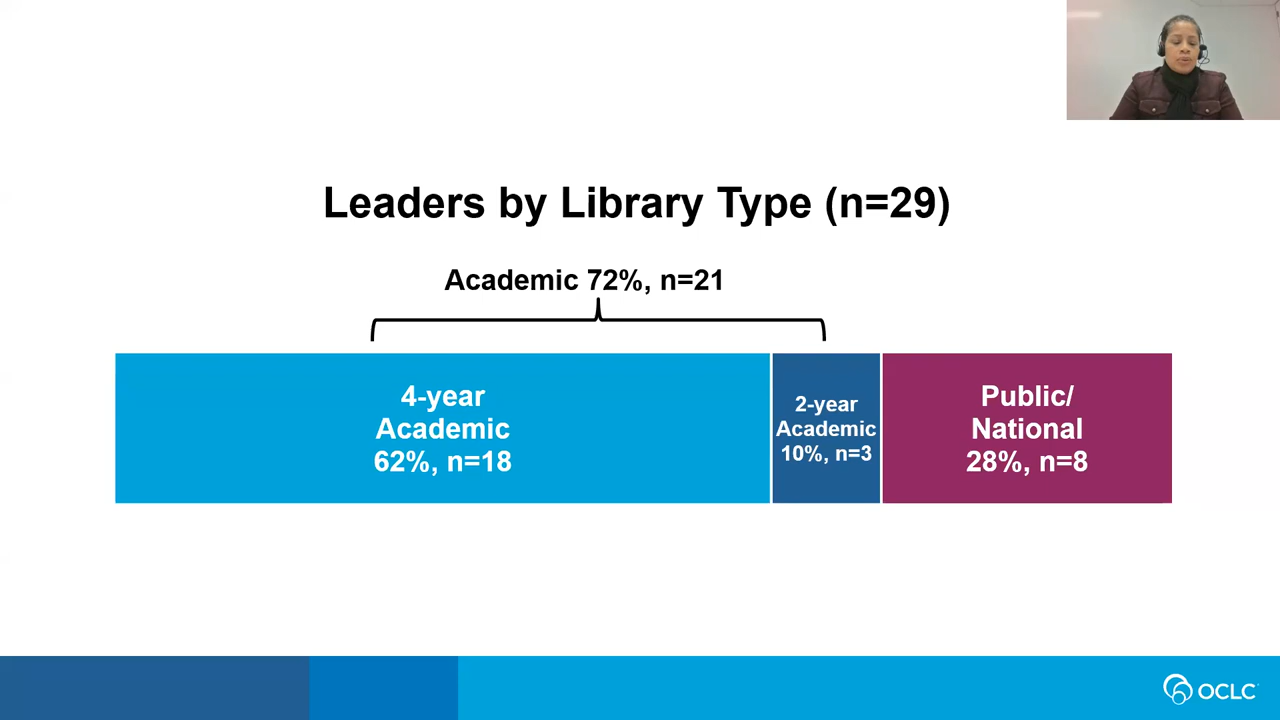 Leaders by Library Type (n=29)
Academic 72%, n=21
4-year
Academic
62%, n=18
2-year
Academic
10%, n=3
Public/
National
28%, n=8
OCLC